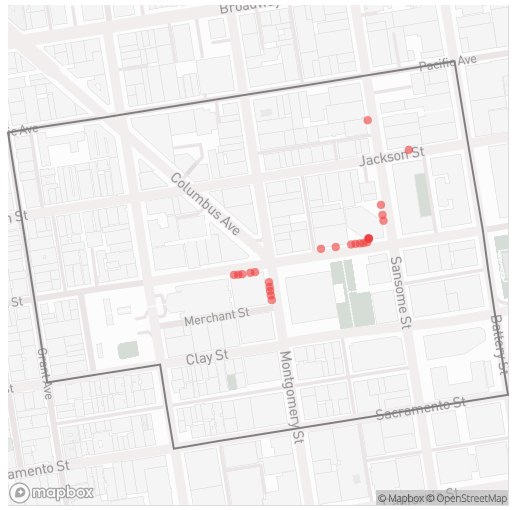 Broadway
Pacific Ave
Ave
Jackson St
Columbus Ave
St
Sansome St
St
Merchant St
Battery St
Clay St
Grant Ave
Montgomery St
Sacramento St
amento St
mapbox
© Mapbox © OpenStreetMap